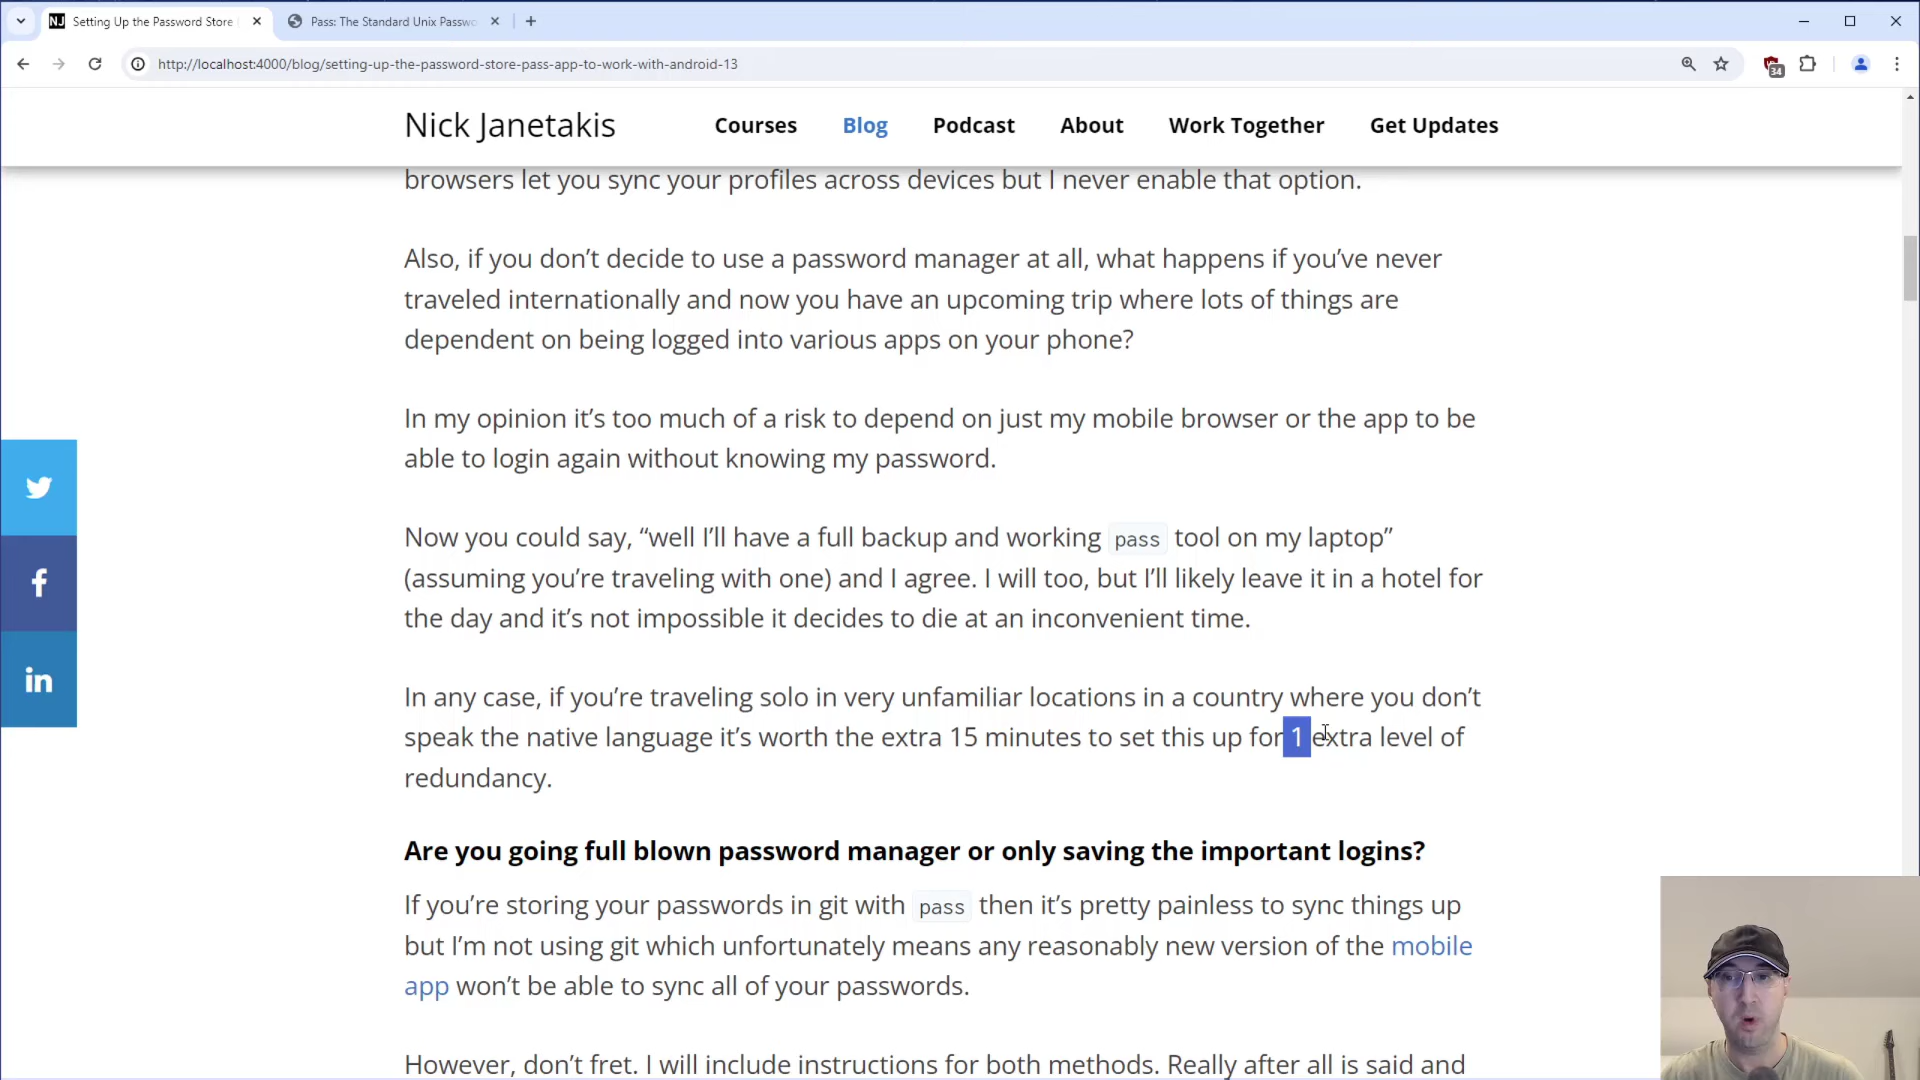 NJ Setting Up the Password Store
Pass: The Standard Unix Passwo
http://localhost:4000/blog/setting-up-the-password-store-pass-app-to-work-with-android-13
34
Nick Janetakis
Courses
Blog
Podcast
About
Work Together
Get Updates
browsers let you sync your profiles across devices but I never enable that option.
Also, if you don’t decide to use a password manager at all, what happens if you’ve never
traveled internationally and now you have an upcoming trip where lots of things are
dependent on being logged into various apps on your phone?
In my opinion it’s too much of a risk to depend on just my mobile browser or the app to be
able to login again without knowing my password.
Now you could say, “well I’ll have a full backup and working pass tool on my laptop”
(assuming you’re traveling with one) and I agree. I will too, but I’ll likely leave it in a hotel for
the day and it’s not impossible it decides to die at an inconvenient time.
In any case, if you’re traveling solo in very unfamiliar locations in a country where you don’t
speak the native language it’s worth the extra 15 minutes to set this up for 1 extra level of
redundancy.
Are you going full blown password manager or only saving the important logins?
If you’re storing your passwords in git with pass then it’s pretty painless to sync things up
but I’m not using git which unfortunately means any reasonably new version of the mobile
app won’t be able to sync all of your passwords.
However, don’t fret. I will include instructions for both methods. Really after all is said and